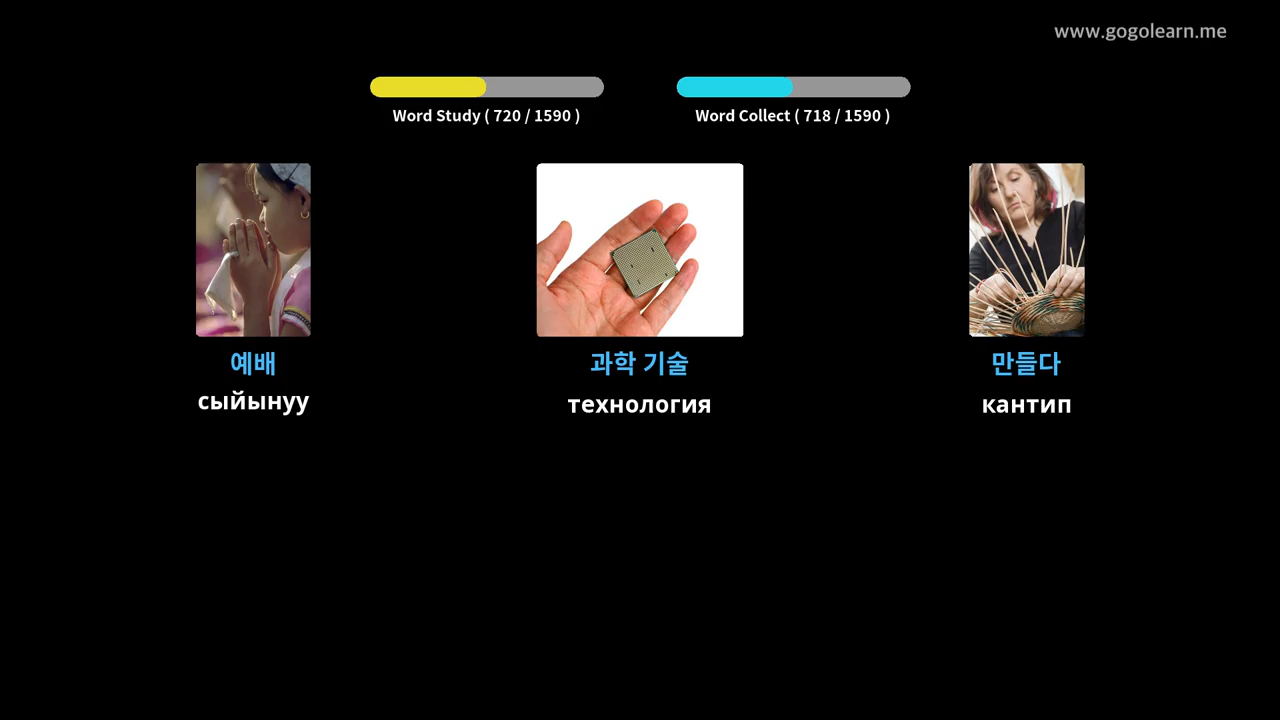 www.gogolearn.me
Word Study ( 720 / 1590 )
Word Collect ( 718 / 1590 )
예배
과학 기술
만들다
сыйынуу
технология
кантип